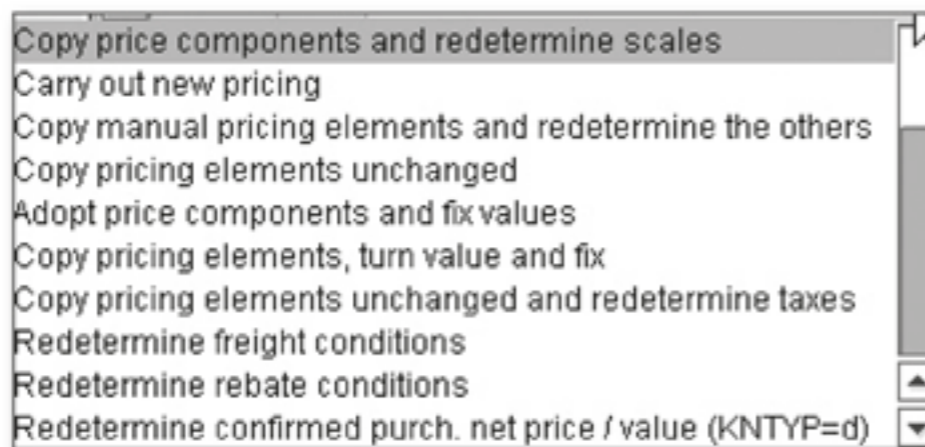 Copy price components and redetermine scales
Carry out new pricing
Copy manual pricing elements and redetermine the others
Copy pricing elements unchanged
Adopt price components and fix values
Copy pricing elements, turn value and fix
Copy pricing elements unchanged and redetermine taxes
Redetermine freight conditions
Redetermine rebate conditions
Redetermine confirmed purch. net price / value (KNTYP=d)